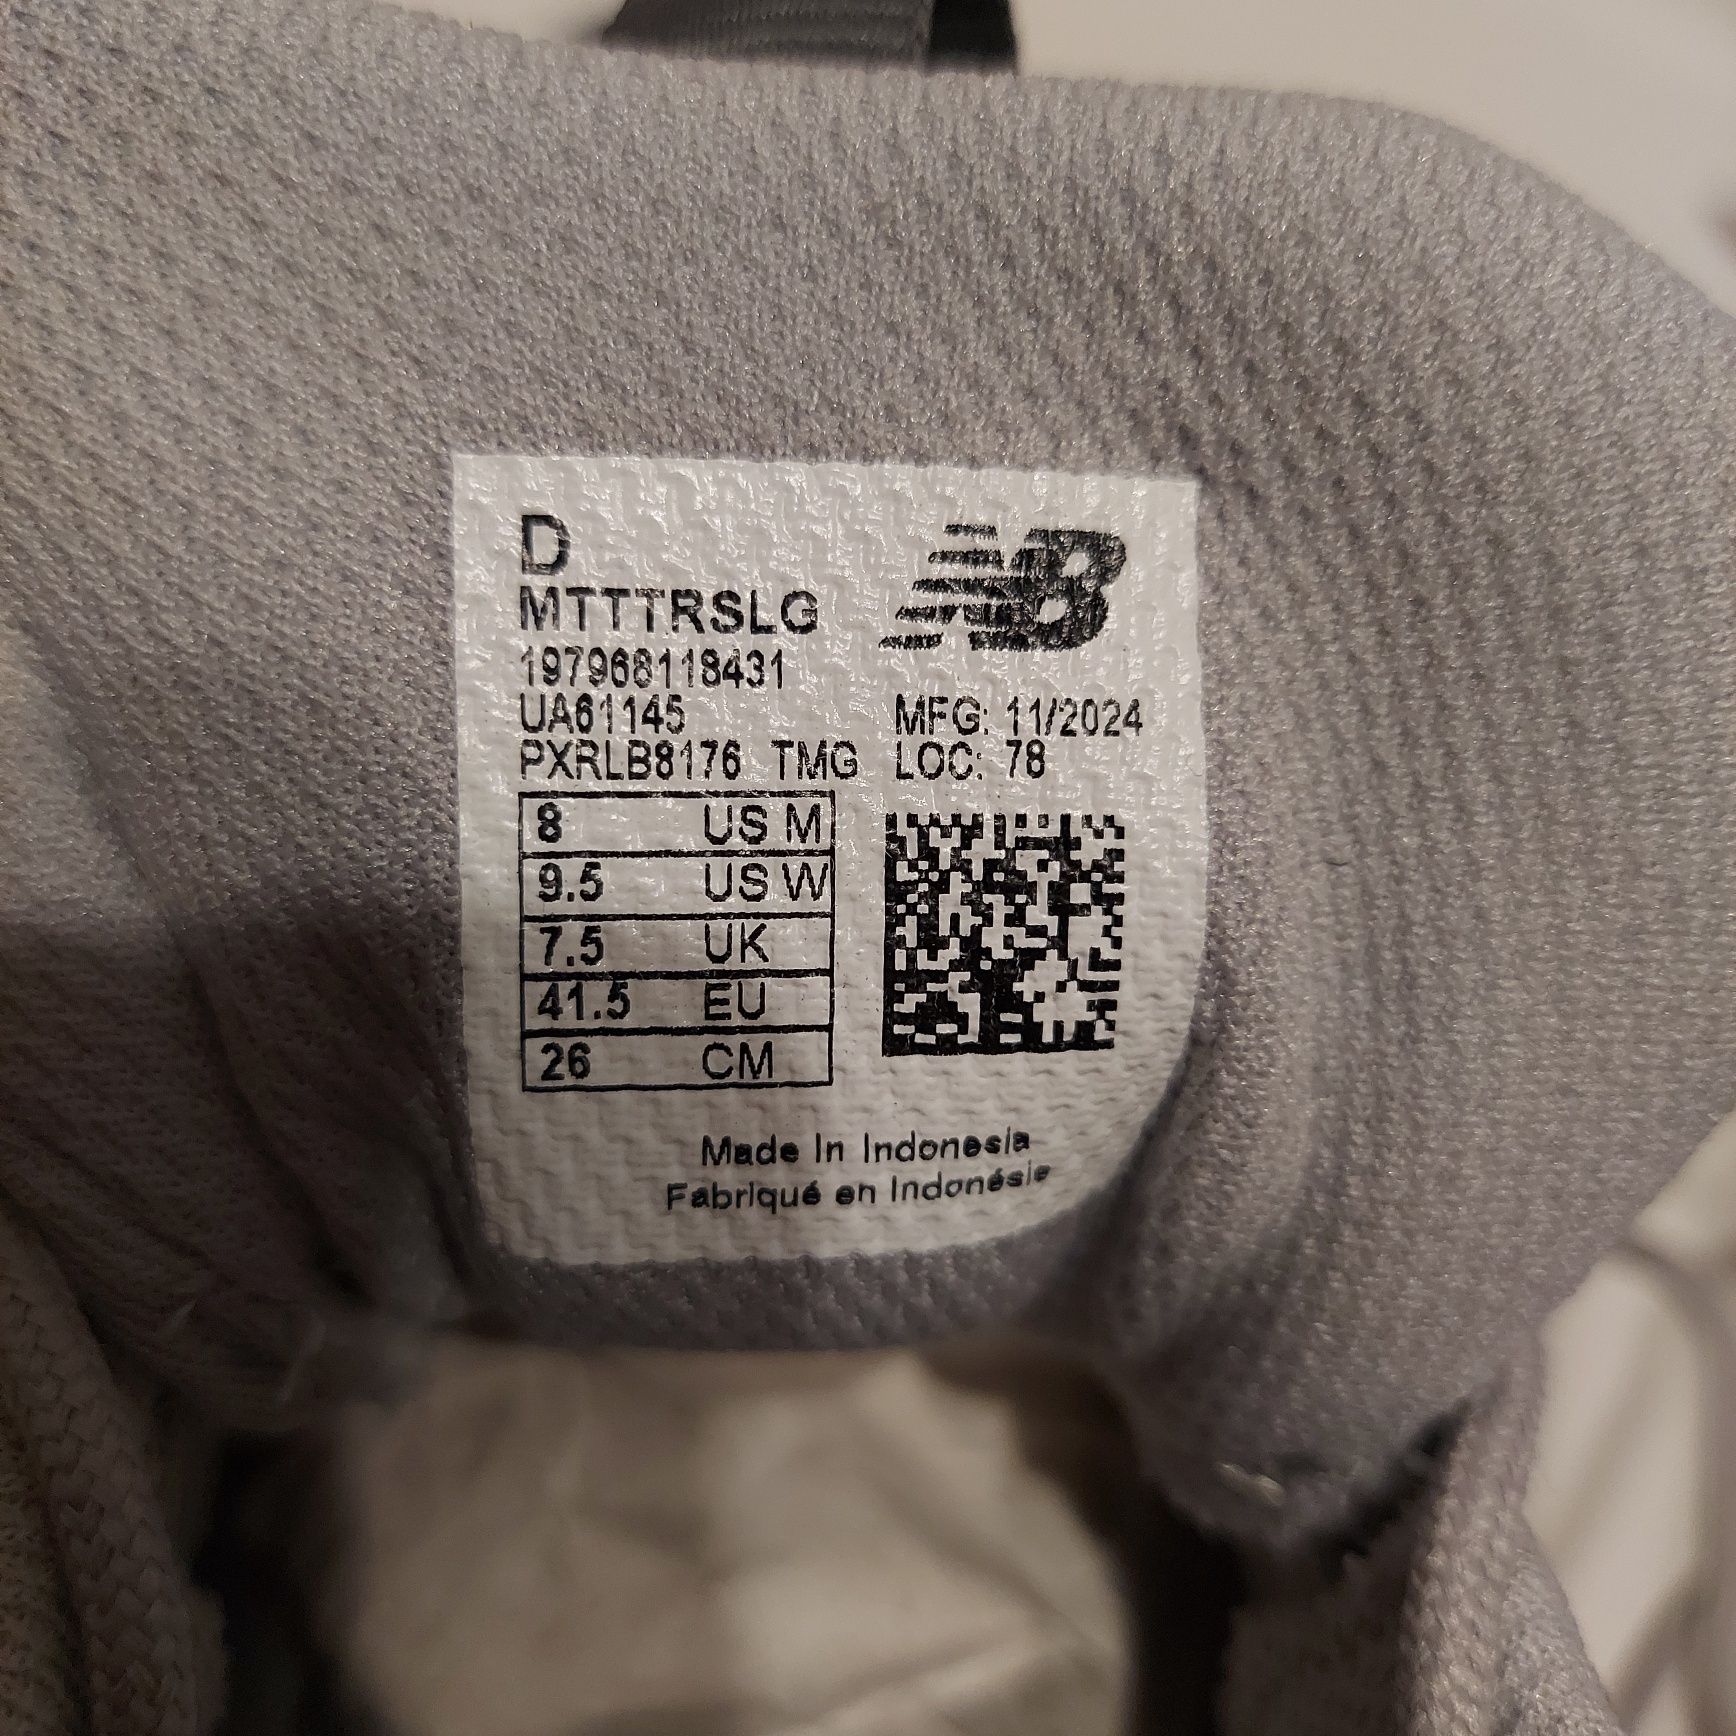 D
MTTTRSLG
197968118431
UA61145 MFG: 11/2024
PXRLB8176 TMG LOC: 78
8 US M
9.5 US W
7.5 UK
41.5 EU
26 CM
Made In Indonesia
Fabriqué en Indonésie